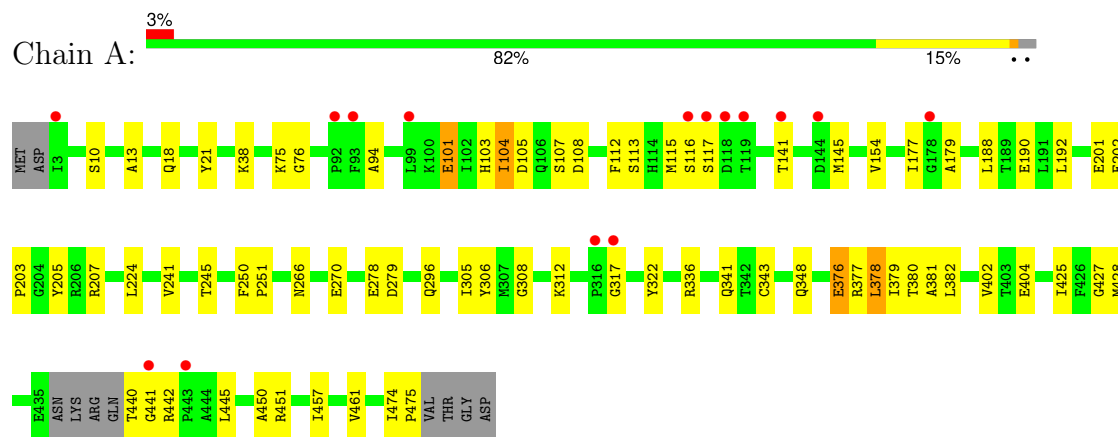 3%
Chain A:
82% 15% ••
MET ASP I3 S10 A13 Q18 Y21 K38 K75 G76 P92 F93 A94 L99 K100 E101 I102 H103 I104 D105 Q106 S107 D108 F112 S113 H114 M115 S116 S117 D118 T119 T141 D144 M145 V154 I177 G178 A179 L188 T189 E190 L191 L192 E201 E202
P203 G204 Y205 R206 R207 L224 V241 T245 F250 P251 N266 E270 E278 D279 Q296 I305 Y306 M307 G308 K312 P316 G317 Y322 R336 Q341 T342 C343 Q348 E376 R377 L378 I379 T380 A381 L382 V402 T403 E404 I425 F426 G427 M428
E435 ASN LYS ARG GLN T440 G441 R442 P443 A444 L445 A450 R451 I457 V461 I474 P475 VAL THR GLY ASP